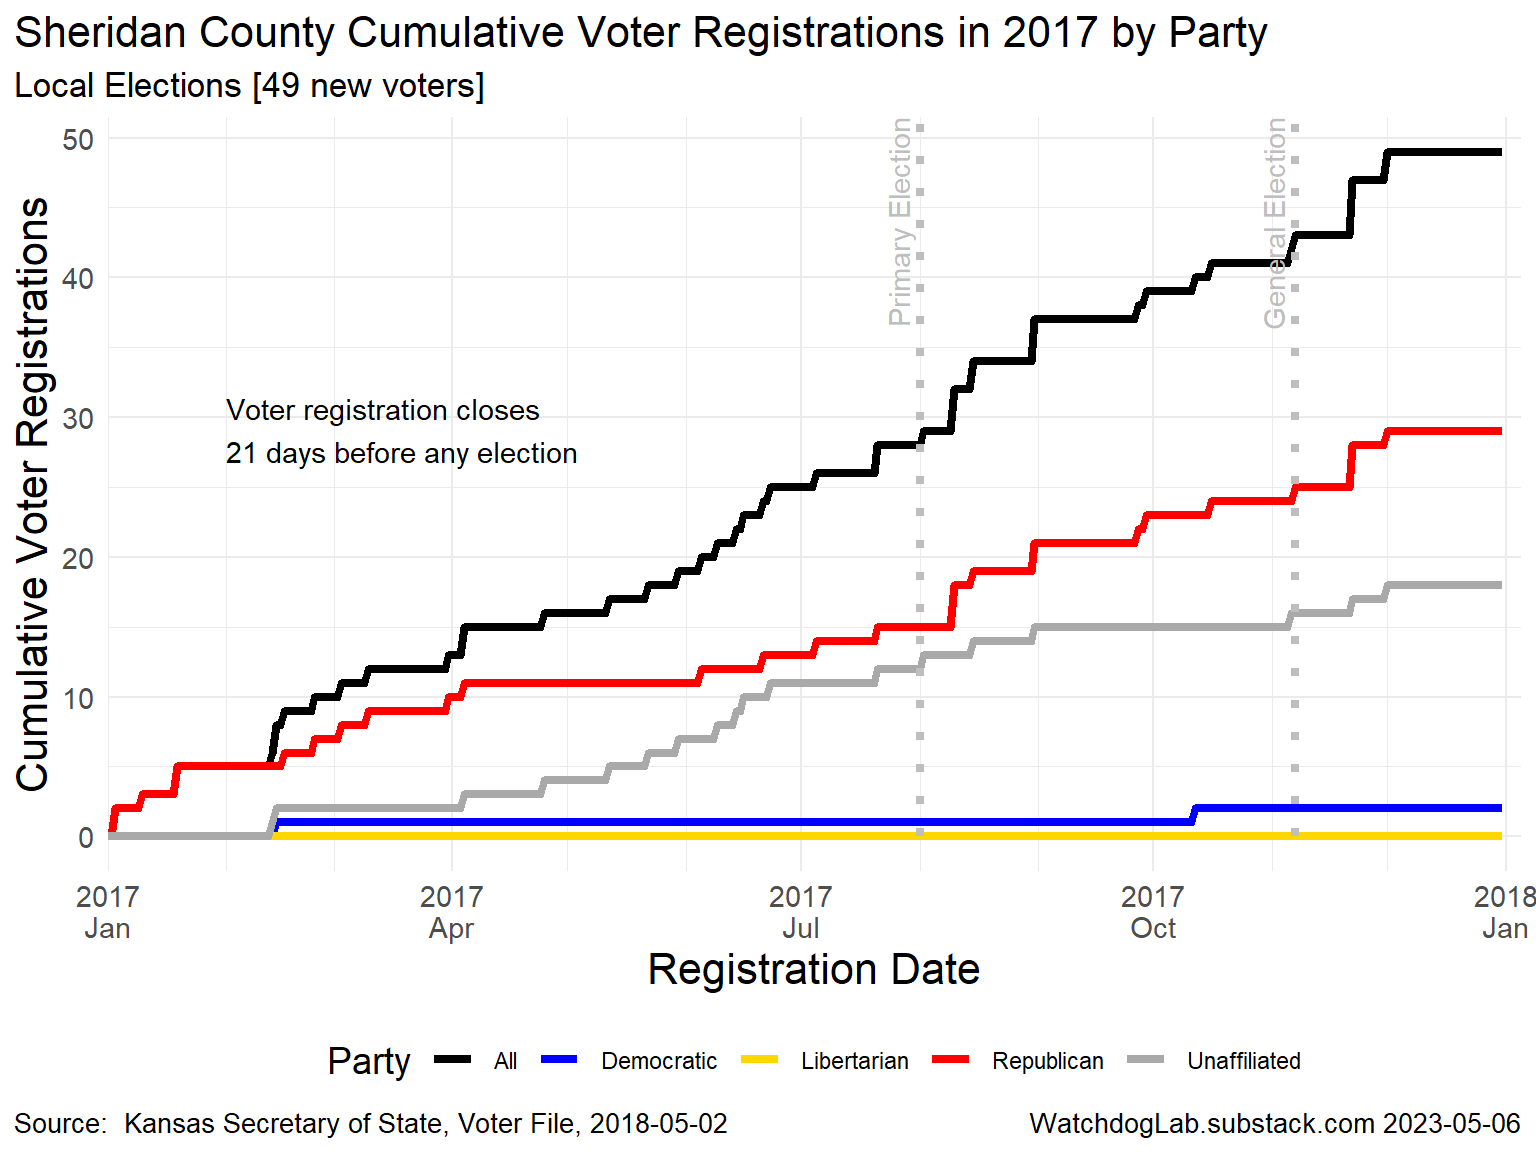 Sheridan County Cumulative Voter Registrations in 2017 by Party
Local Elections [49 new voters]
Cumulative Voter Registrations
50
40
30
20
10
0
Primary Election
General Election
Voter registration closes
21 days before any election
2017
Jan
2017
Apr
2017
Jul
2017
Oct
2018
Jan
Registration Date
Party
All
Democratic
Libertarian
Republican
Unaffiliated
Source:  Kansas Secretary of State, Voter File, 2018-05-02
WatchdogLab.substack.com 2023-05-06